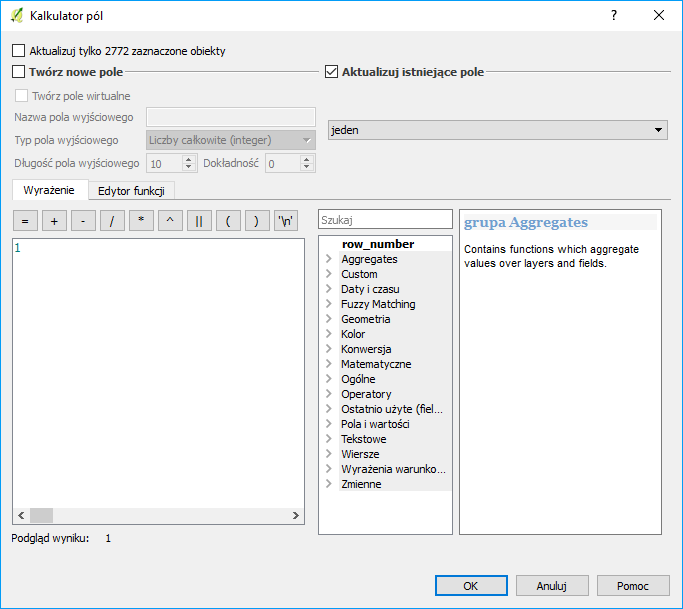 Kalkulator pól
?
Aktualizuj tylko 2772 zaznaczone obiekty
Twórz nowe pole
Aktualizuj istniejące pole
Twórz pole wirtualne
Nazwa pola wyjściowego
Typ pola wyjściowego Liczby całkowite (integer)
jeden
Długość pola wyjściowego 10 Dokładność 0
Wyrażenie Edytor funkcji
= + - / * ^ || ( ) '\n'
1
Szukaj
row_number
Aggregates
Custom
Daty i czasu
Fuzzy Matching
Geometria
Kolor
Konwersja
Matematyczne
Ogólne
Operatory
Ostatnio użyte (fiel...
Pola i wartości
Tekstowe
Wiersze
Wyrażenia warunko...
Zmienne
grupa Aggregates
Contains functions which aggregate
values over layers and fields.
Podgląd wyniku: 1
OK Anuluj Pomoc